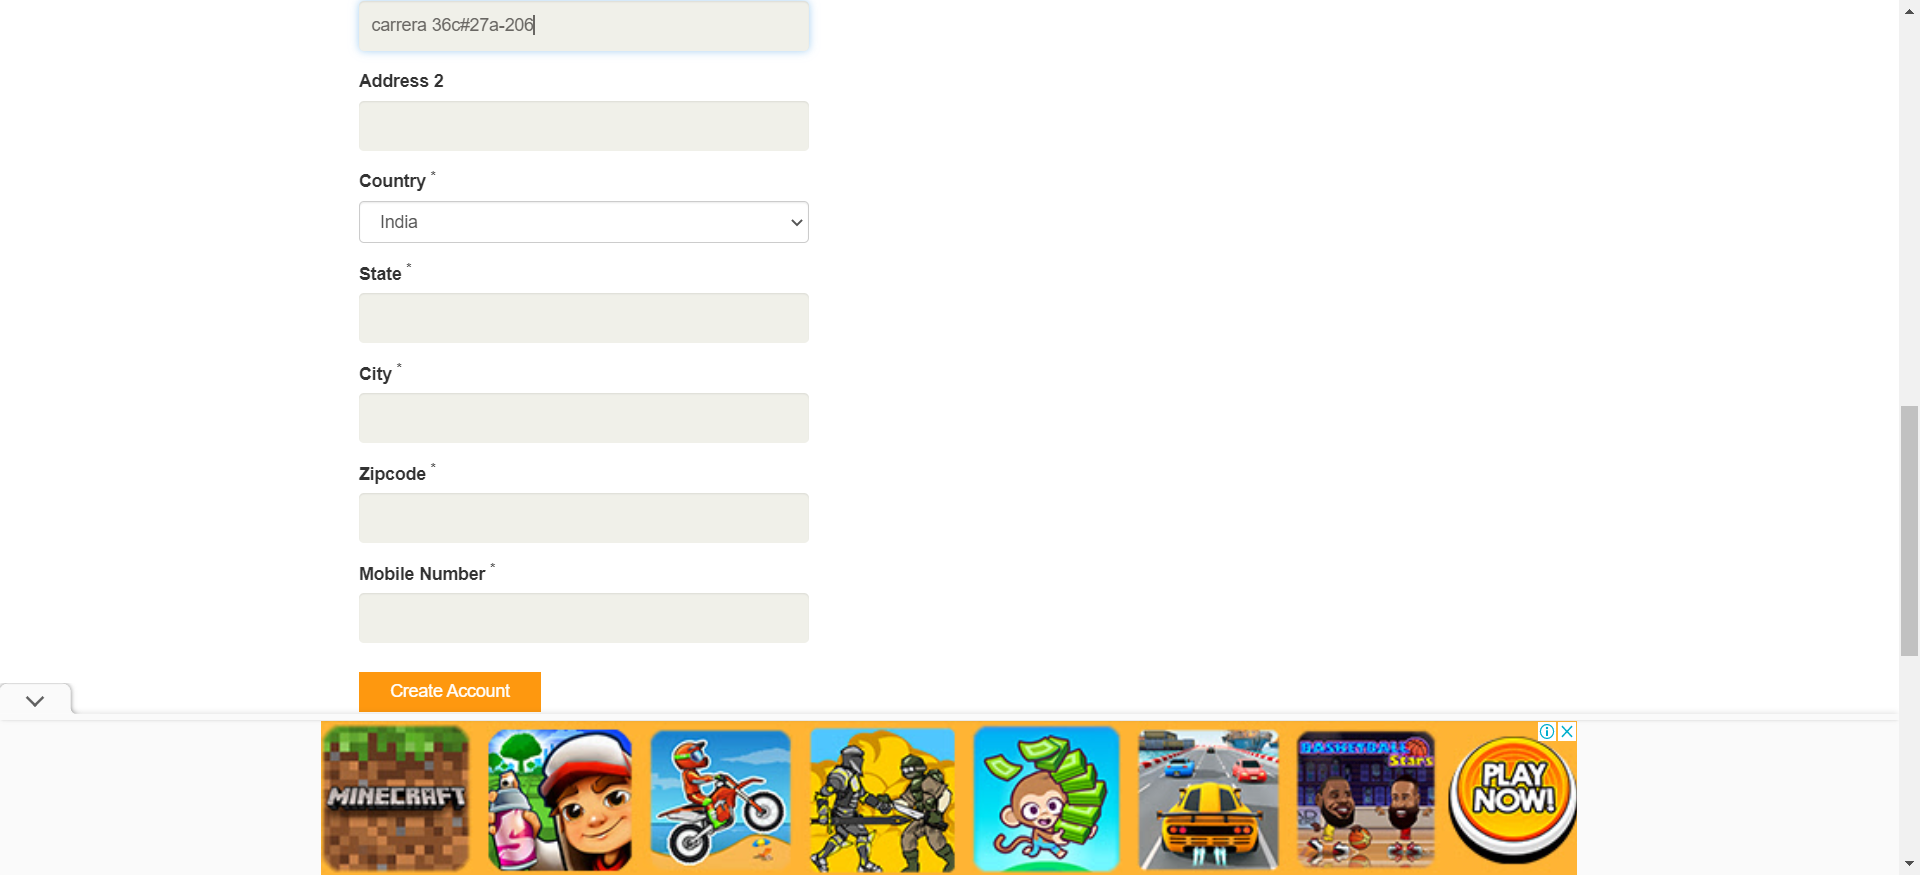 carrera 36c#27a-206
Address 2
Country *
India
State *
City *
Zipcode *
Mobile Number *
Create Account
MINECRAFT
BASKETBALL
Stars
PLAY
NOW!